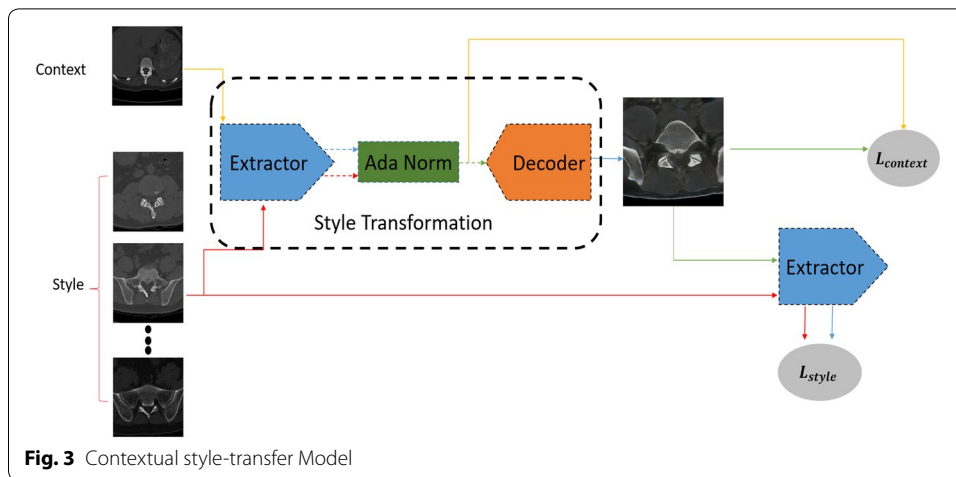 Context
Extractor
Ada Norm
Decoder
L_context
Style Transformation
Style
Extractor
L_style
Fig. 3 Contextual style-transfer Model